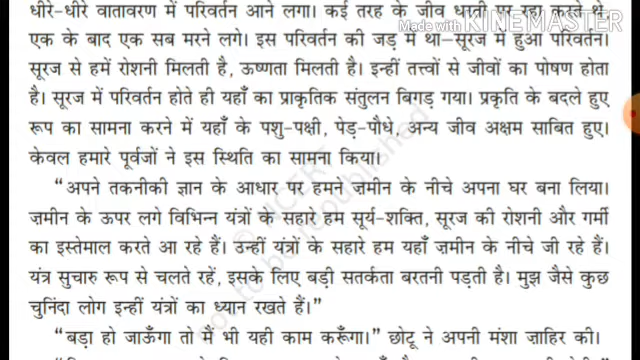 धीरे-धीरे वातावरण में परिवर्तन आने लगा। कई तरह के जीव धरती पर रहा करते थे
Made with KINEMASTER
एक के बाद एक सब मरने लगे। इस परिवर्तन की जड़ में था–सूरज में हुआ परिवर्तन।
सूरज से हमें रोशनी मिलती है, ऊष्णता मिलती है। इन्हीं तत्त्वों से जीवों का पोषण होता
है। सूरज में परिवर्तन होते ही यहाँ का प्राकृतिक संतुलन बिगड़ गया। प्रकृति के बदले हुए
रूप का सामना करने में यहाँ के पशु-पक्षी, पेड़-पौधे, अन्य जीव अक्षम साबित हुए।
केवल हमारे पूर्वजों ने इस स्थिति का सामना किया।
“अपने तकनीकी ज्ञान के आधार पर हमने ज़मीन के नीचे अपना घर बना लिया।
ज़मीन के ऊपर लगे विभिन्न यंत्रों के सहारे हम सूर्य-शक्ति, सूरज की रोशनी और गर्मी
का इस्तेमाल करते आ रहे हैं। उन्हीं यंत्रों के सहारे हम यहाँ ज़मीन के नीचे जी रहे हैं।
यंत्र सुचारु रूप से चलते रहें, इसके लिए बड़ी सतर्कता बरतनी पड़ती है। मुझ जैसे कुछ
चुनिंदा लोग इन्हीं यंत्रों का ध्यान रखते हैं।”
“बड़ा हो जाऊँगा तो मैं भी यही काम करूँगा।” छोटू ने अपनी मंशा ज़ाहिर की।
© NCERT
not to be republished